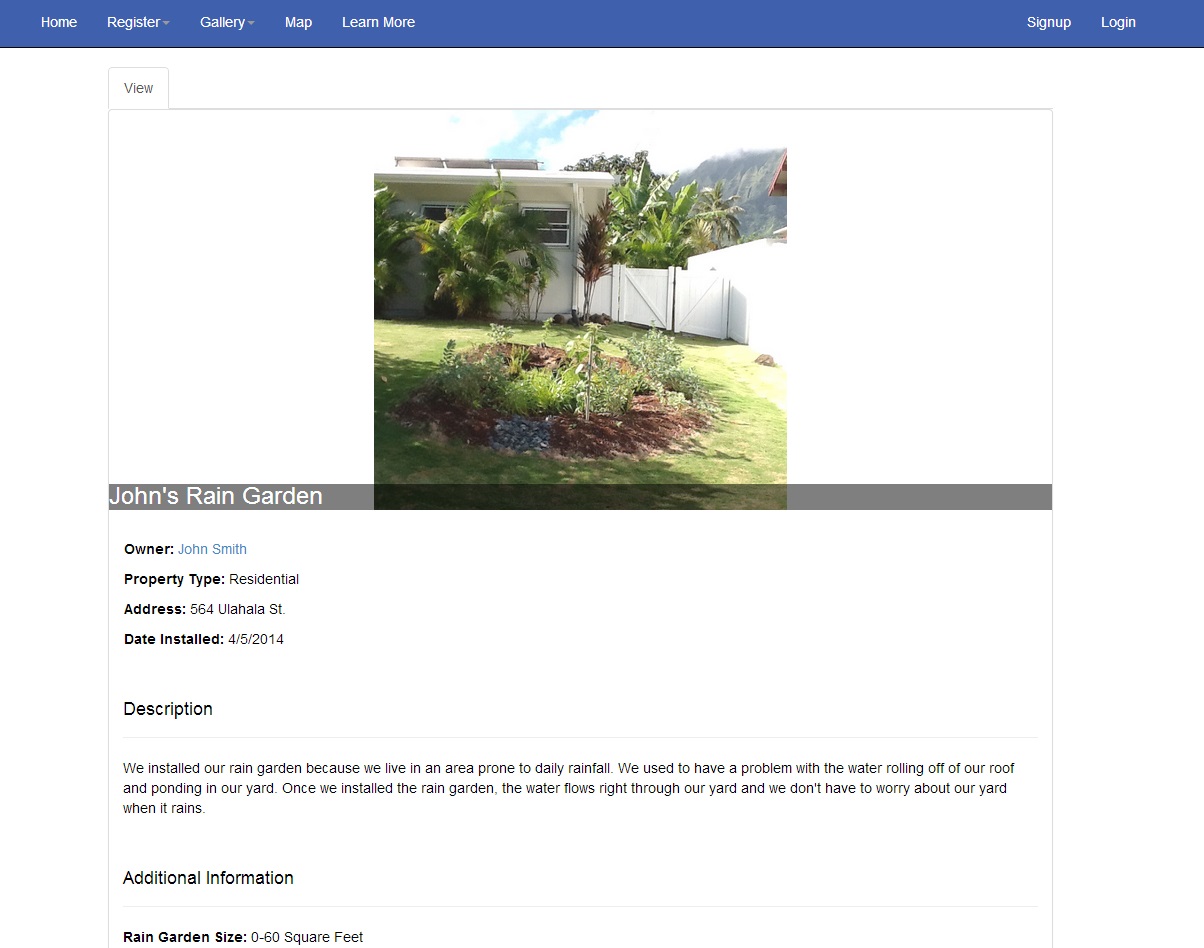 Home Register Gallery Map Learn More Signup Login
View
John's Rain Garden
Owner: John Smith
Property Type: Residential
Address: 564 Ulahala St.
Date Installed: 4/5/2014
Description
We installed our rain garden because we live in an area prone to daily rainfall. We used to have a problem with the water rolling off of our roof
and ponding in our yard. Once we installed the rain garden, the water flows right through our yard and we don't have to worry about our yard
when it rains.
Additional Information
Rain Garden Size: 0-60 Square Feet